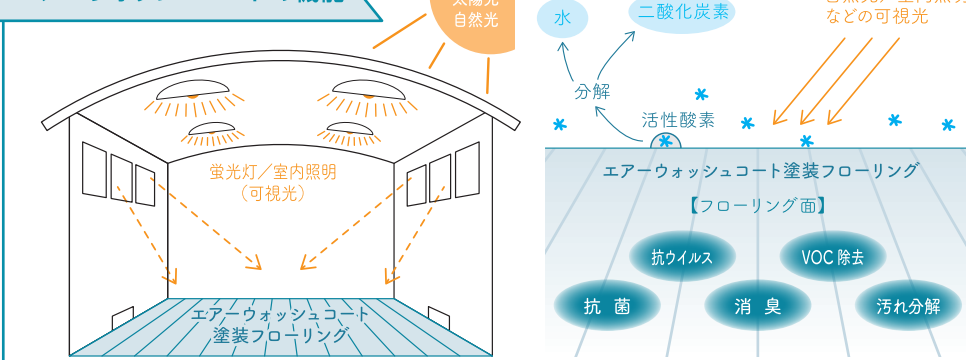 太陽光
自然光
蛍光灯／室内照明
（可視光）
エアーウォッシュコート
塗装フローリング
水
二酸化炭素
などの可視光
分解
活性酸素
エアーウォッシュコート塗装フローリング
【フローリング面】
抗ウイルス
VOC除去
抗　菌
消　臭
汚れ分解